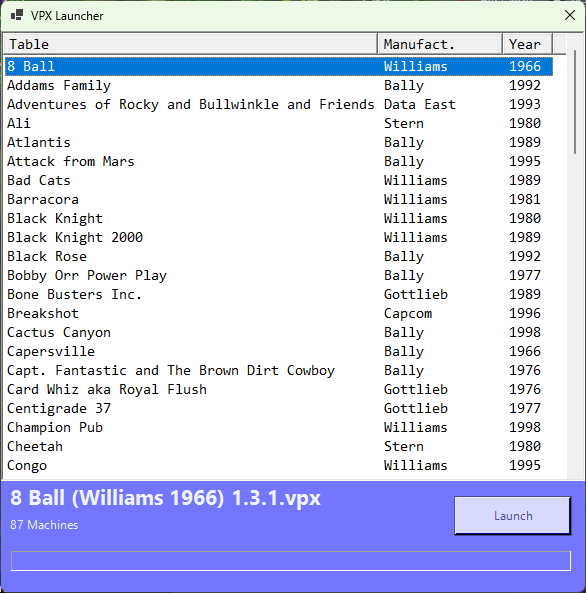 VPX Launcher
Table Manufact. Year
8 Ball Williams 1966
Addams Family Bally 1992
Adventures of Rocky and Bullwinkle and Friends Data East 1993
Ali Stern 1980
Atlantis Bally 1989
Attack from Mars Bally 1995
Bad Cats Williams 1989
Barracora Williams 1981
Black Knight Williams 1980
Black Knight 2000 Williams 1989
Black Rose Bally 1992
Bobby Orr Power Play Bally 1977
Bone Busters Inc. Gottlieb 1989
Breakshot Capcom 1996
Cactus Canyon Bally 1998
Capersville Bally 1966
Capt. Fantastic and The Brown Dirt Cowboy Bally 1976
Card Whiz aka Royal Flush Gottlieb 1976
Centigrade 37 Gottlieb 1977
Champion Pub Williams 1998
Cheetah Stern 1980
Congo Williams 1995
8 Ball (Williams 1966) 1.3.1.vpx
87 Machines
Launch